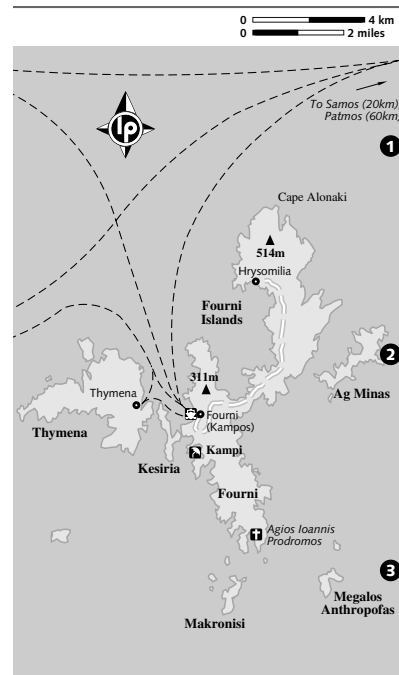 0 4 km
0 2 miles
To Samos (20km)
Patmos (60km)
lp
1
Cape Alonaki
514m
Hrysomilia
Fourni
Islands
2
311m
Ag Minas
Thymena
Fourni
(Kampos)
Thymena
Kampi
Kesiria
Fourni
Agios Ioannis
Prodromos
3
Megalos
Anthropofas
Makronisi